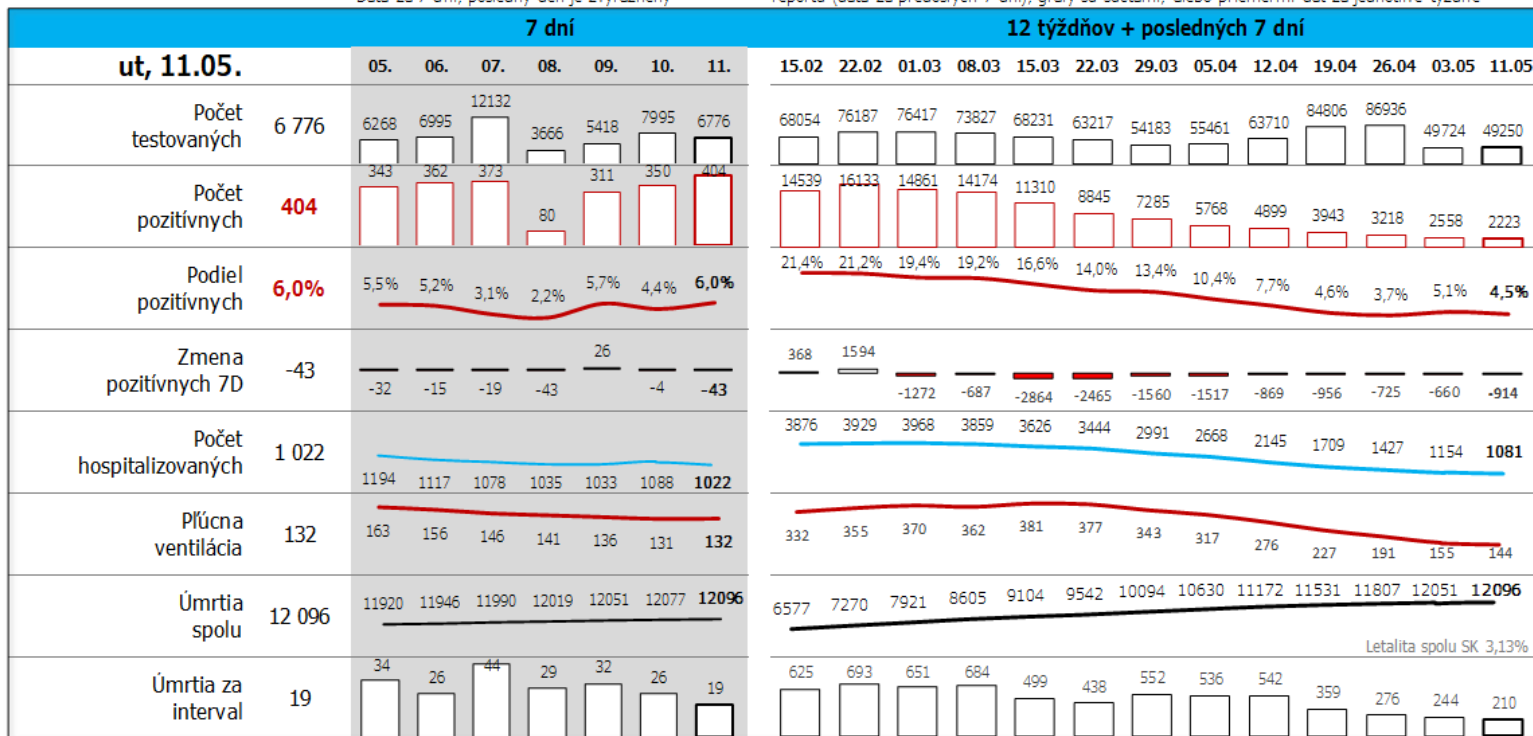 7 dní 12 týždňov + posledných 7 dní
ut, 11.05. 05. 06. 07. 08. 09. 10. 11. 15.02 22.02 01.03 08.03 15.03 22.03 29.03 05.04 12.04 19.04 26.04 03.05 11.05
Počet testovaných 6 776 6268 6995 12132 3666 5418 7995 6776 68054 76187 76417 73827 68231 63217 54183 55461 63710 84806 86936 49724 49250
Počet pozitívnych 404 343 362 373 80 311 350 404 14539 16133 14861 14174 11310 8845 7285 5768 4899 3943 3218 2558 2223
Podiel pozitívnych 6,0% 5,5% 5,2% 3,1% 2,2% 5,7% 4,4% 6,0% 21,4% 21,2% 19,4% 19,2% 16,6% 14,0% 13,4% 10,4% 7,7% 4,6% 3,7% 5,1% 4,5%
Zmena pozitívnych 7D -43 -32 -15 -19 -43 26 -4 -43 368 1594 -1272 -687 -2864 -2465 -1560 -1517 -869 -956 -725 -660 -914
Počet hospitalizovaných 1 022 1194 1117 1078 1035 1033 1088 1022 3876 3929 3968 3859 3626 3444 2991 2668 2145 1709 1427 1154 1081
Pľúcna ventilácia 132 163 156 146 141 136 131 132 332 355 370 362 381 377 343 317 276 227 191 155 144
Úmrtia spolu 12 096 11920 11946 11990 12019 12051 12077 12096 6577 7270 7921 8605 9104 9542 10094 10630 11172 11531 11807 12051 12096
Letalita spolu SK 3,13%
Úmrtia za interval 19 34 26 44 29 32 26 19 625 693 651 684 499 438 552 536 542 359 276 244 210